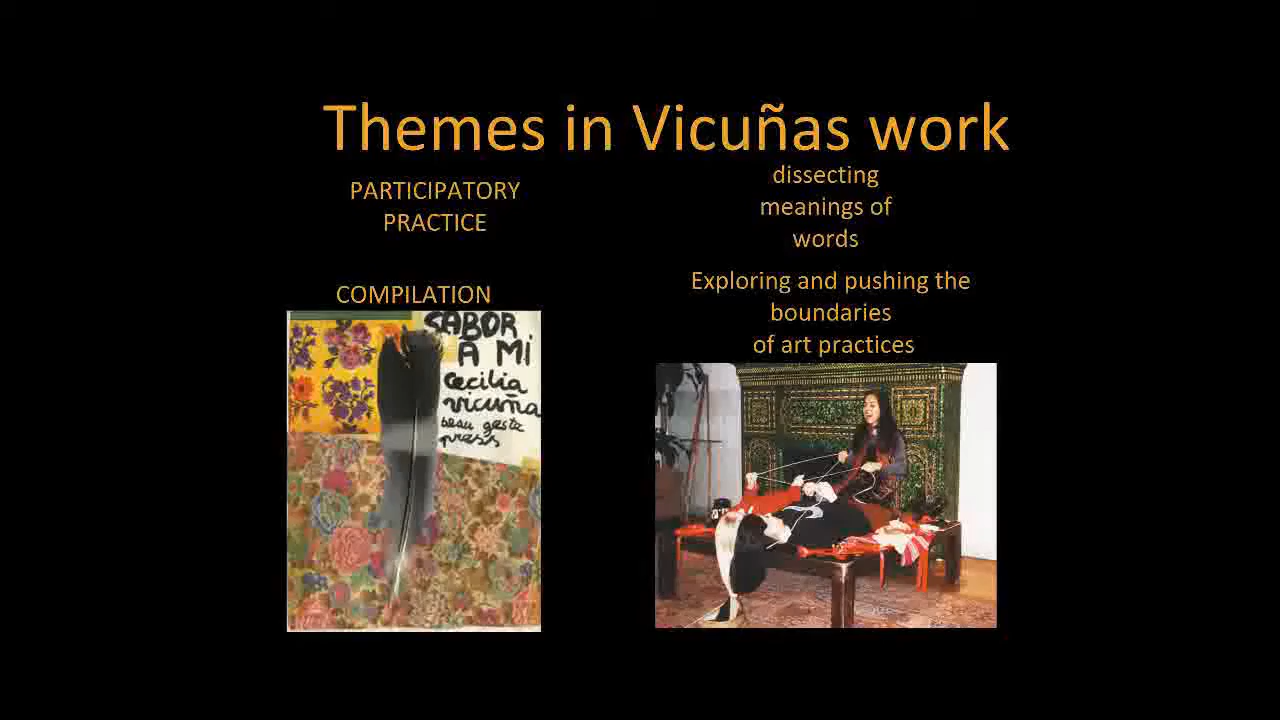 Themes in Vicuñas work
PARTICIPATORY
PRACTICE
COMPILATION
SABOR
A Mi
cecilia
vicuña
beau geste
press
dissecting
meanings of
words
Exploring and pushing the
boundaries
of art practices